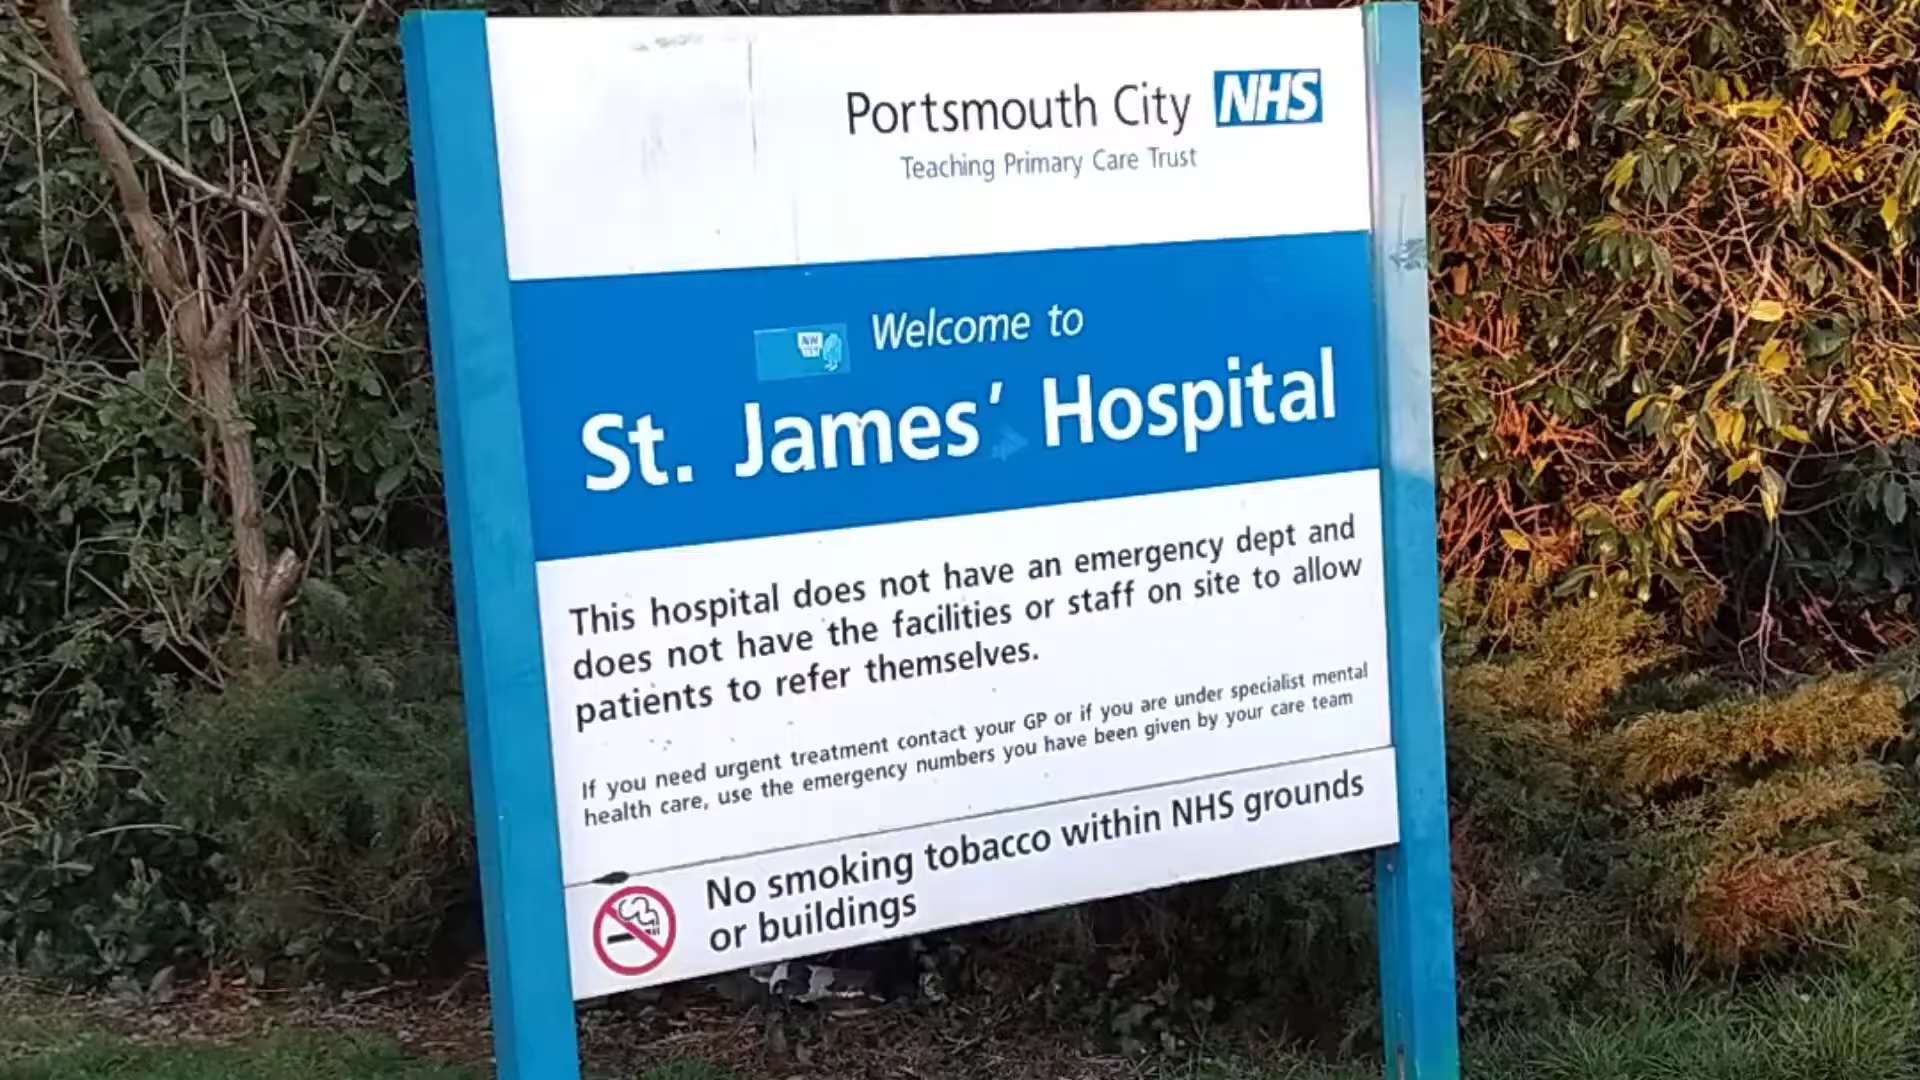 Portsmouth City NHS
Teaching Primary Care Trust
Welcome to
St. James' Hospital
This hospital does not have an emergency dept and
does not have the facilities or staff on site to allow
patients to refer themselves.
If you need urgent treatment contact your GP or if you are under specialist mental
health care, use the emergency numbers you have been given by your care team
No smoking tobacco within NHS grounds
or buildings